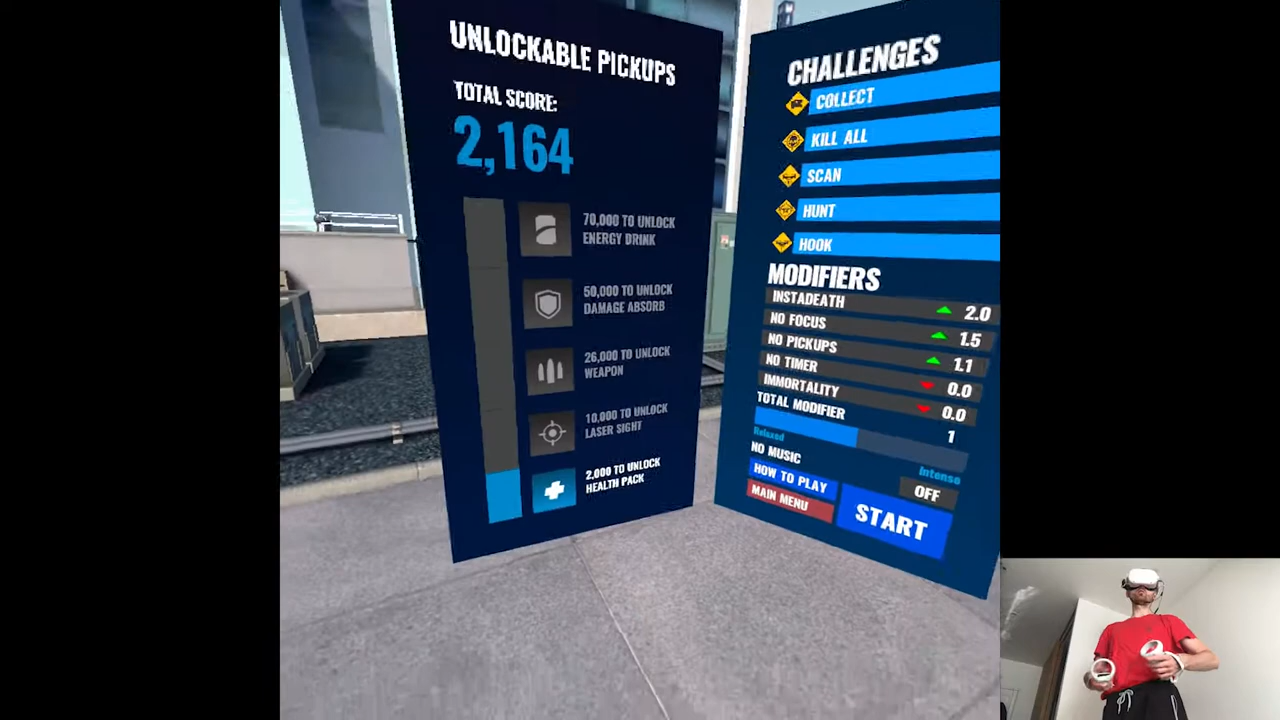 UNLOCKABLE PICKUPS
TOTAL SCORE:
2,164
70,000 TO UNLOCK
ENERGY DRINK
50,000 TO UNLOCK
DAMAGE ABSORB
26,000 TO UNLOCK
WEAPON
10,000 TO UNLOCK
LASER SIGHT
2,000 TO UNLOCK
HEALTH PACK
CHALLENGES
COLLECT
KILL ALL
SCAN
HUNT
HOOK
MODIFIERS
INSTADEATH 2.0
NO FOCUS 1.5
NO PICKUPS 1.1
NO TIMER 0.0
IMMORTALITY 0.0
TOTAL MODIFIER 1
Relaxed Intense
NO MUSIC OFF
HOW TO PLAY
MAIN MENU
START